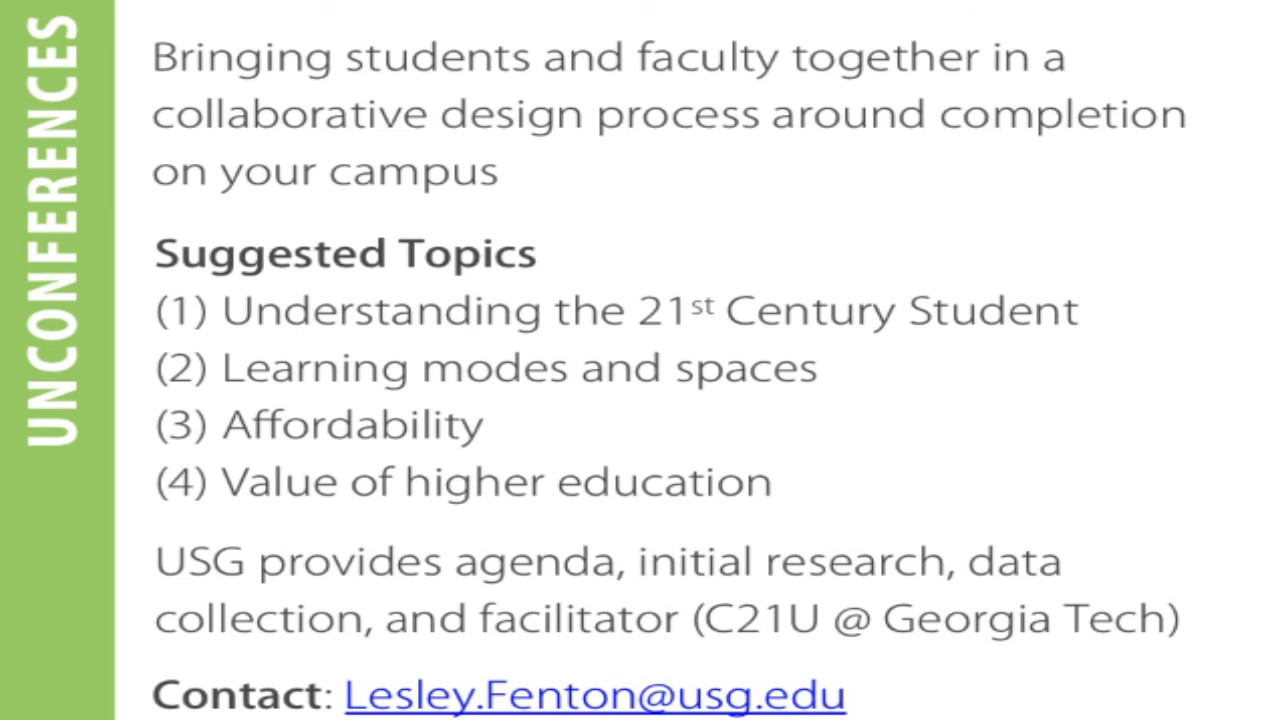 UNCONFERENCES
Bringing students and faculty together in a
collaborative design process around completion
on your campus
Suggested Topics
(1) Understanding the 21st Century Student
(2) Learning modes and spaces
(3) Affordability
(4) Value of higher education
USG provides agenda, initial research, data
collection, and facilitator (C21U @ Georgia Tech)
Contact: Lesley.Fenton@usg.edu